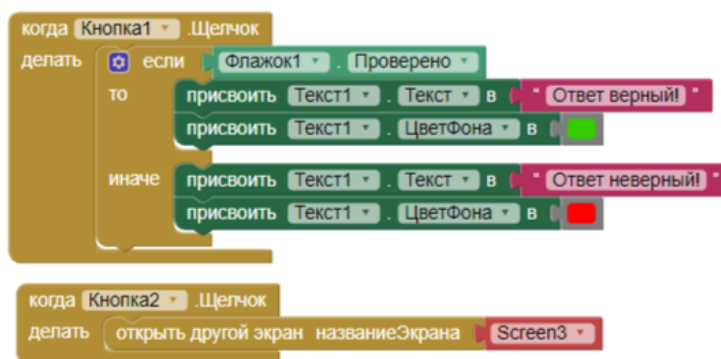 когда Кнопка1 .Щелчок
делать если Флажок1 . Проверено
то присвоить Текст1 . Текст в " Ответ верный! "
присвоить Текст1 . ЦветФона в
иначе присвоить Текст1 . Текст в " Ответ неверный! "
присвоить Текст1 . ЦветФона в
когда Кнопка2 .Щелчок
делать открыть другой экран названиеЭкрана Screen3